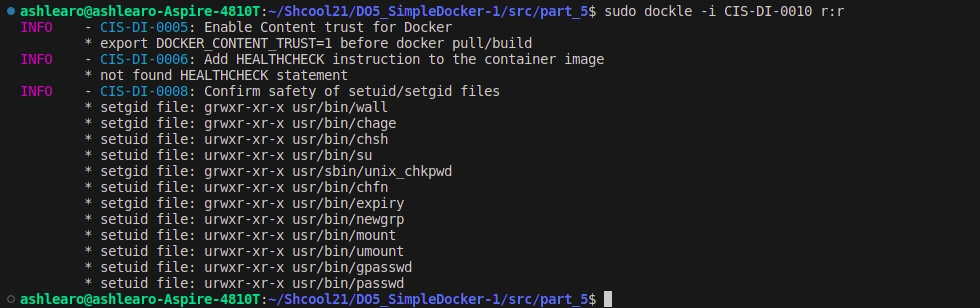 ashlearo@ashlearo-Aspire-4810T:~/Shcool21/DO5_SimpleDocker-1/src/part_5$ sudo dockle -i CIS-DI-0010 r:r
INFO    - CIS-DI-0005: Enable Content trust for Docker
        * export DOCKER_CONTENT_TRUST=1 before docker pull/build
INFO    - CIS-DI-0006: Add HEALTHCHECK instruction to the container image
        * not found HEALTHCHECK statement
INFO    - CIS-DI-0008: Confirm safety of setuid/setgid files
        * setgid file: grwxr-xr-x usr/bin/wall
        * setgid file: grwxr-xr-x usr/bin/chage
        * setuid file: urwxr-xr-x usr/bin/chsh
        * setuid file: urwxr-xr-x usr/bin/su
        * setgid file: grwxr-xr-x usr/sbin/unix_chkpwd
        * setuid file: urwxr-xr-x usr/bin/chfn
        * setgid file: grwxr-xr-x usr/bin/expiry
        * setuid file: urwxr-xr-x usr/bin/newgrp
        * setuid file: urwxr-xr-x usr/bin/mount
        * setuid file: urwxr-xr-x usr/bin/umount
        * setuid file: urwxr-xr-x usr/bin/gpasswd
        * setuid file: urwxr-xr-x usr/bin/passwd
ashlearo@ashlearo-Aspire-4810T:~/Shcool21/DO5_SimpleDocker-1/src/part_5$